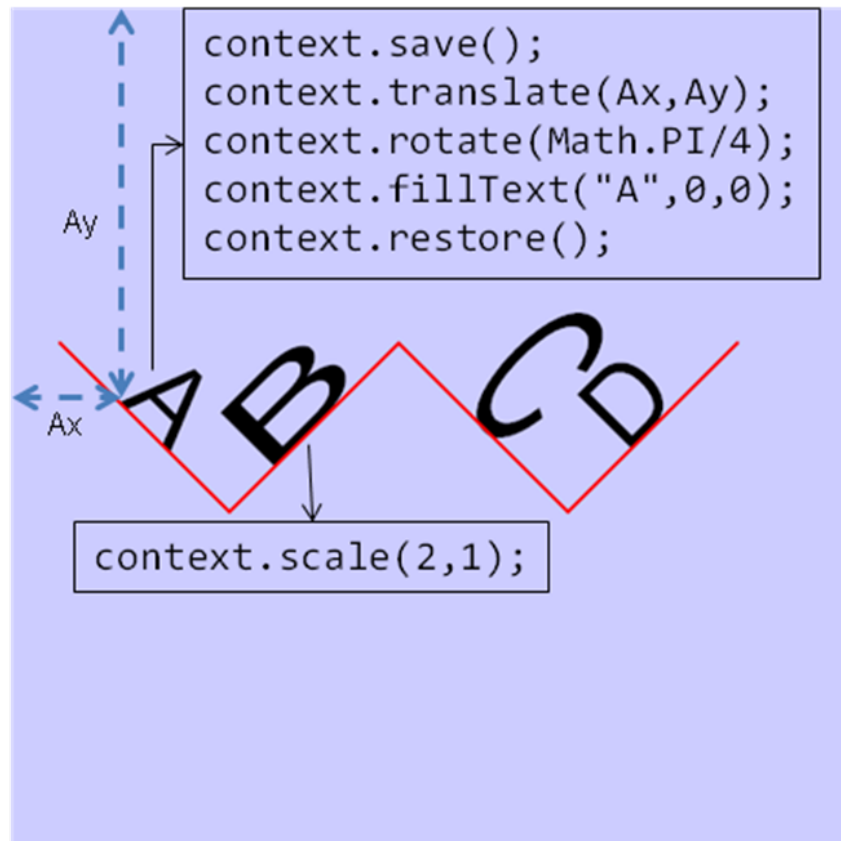 context.save();
context.translate(Ax,Ay);
context.rotate(Math.PI/4);
context.fillText("A",0,0);
context.restore();
Ay
Ax
A B C D
context.scale(2,1);